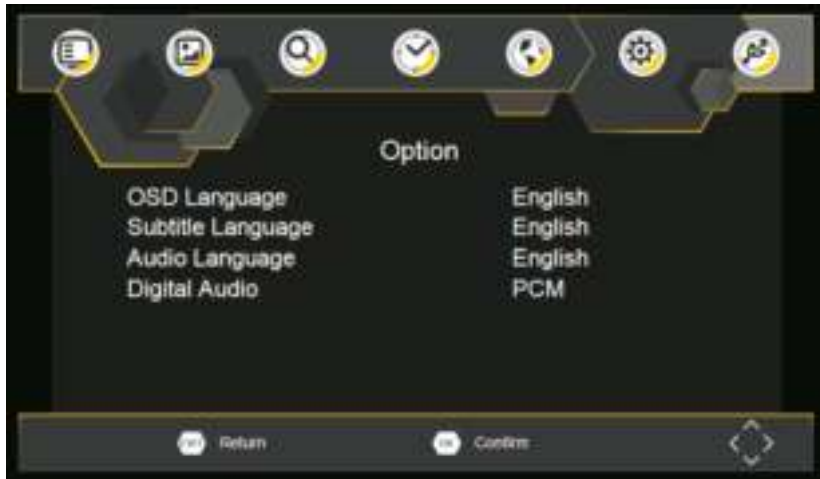 Option
OSD Language English
Subtitle Language English
Audio Language English
Digital Audio PCM
Return
Confirm